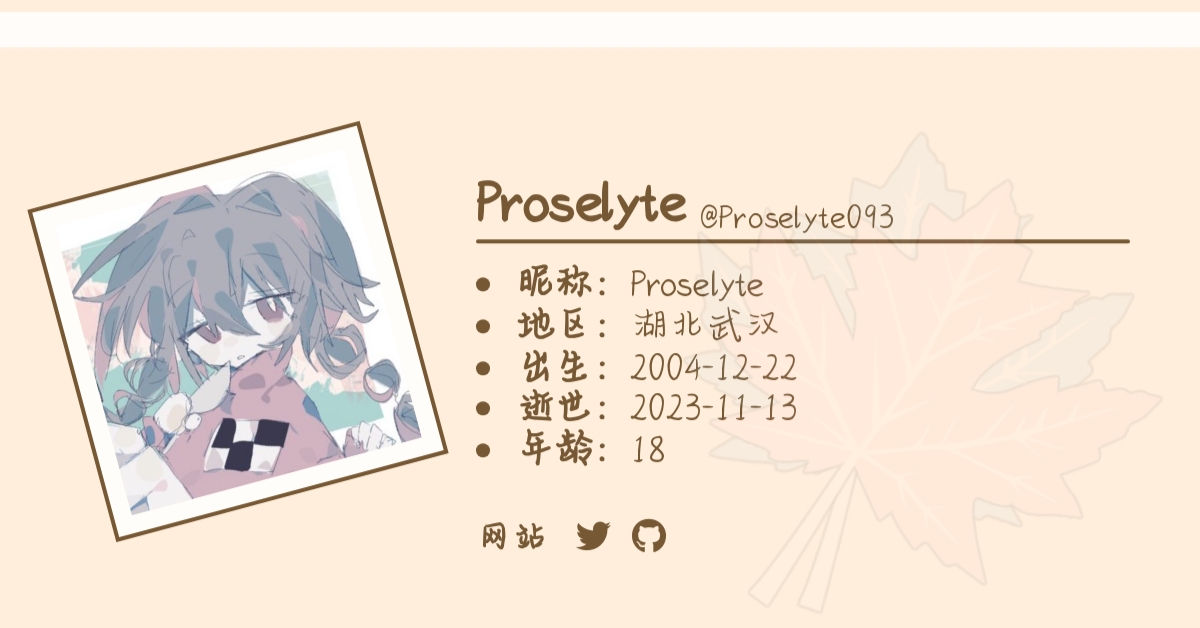 Proselyte @Proselyte093
昵称： Proselyte
地区： 湖北武汉
出生： 2004-12-22
逝世： 2023-11-13
年龄： 18
网站